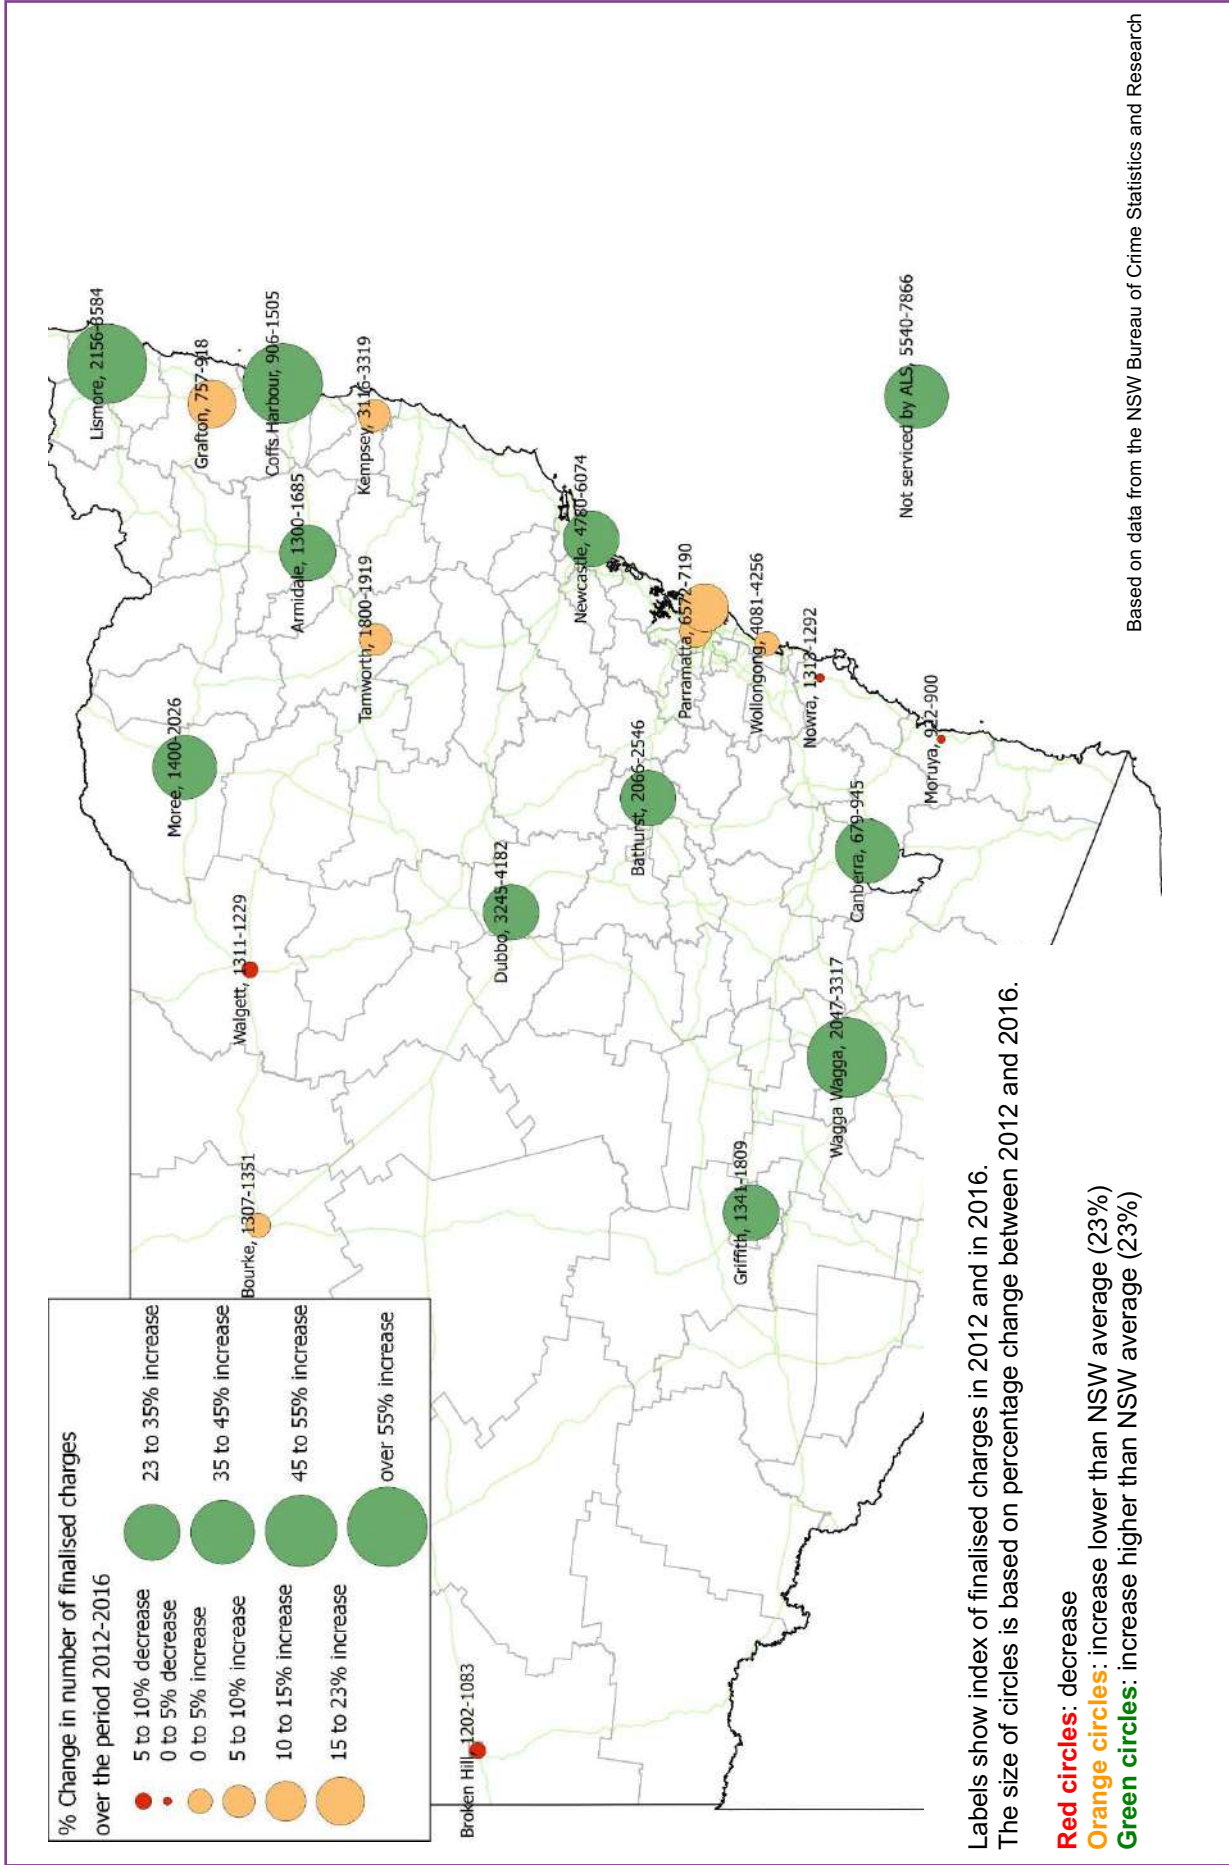 % Change in number of finalised charges
over the period 2012-2016
5 to 10% decrease
0 to 5% decrease
0 to 5% increase
5 to 10% increase
10 to 15% increase
15 to 23% increase
23 to 35% increase
35 to 45% increase
45 to 55% increase
over 55% increase
Lismore, 2156-3584
Grafton, 757-918
Coffs Harbour, 906-1505
Kempsey, 3116-3319
Armidale, 1300-1685
Tamworth, 1800-1919
Moree, 1400-2026
Walgett, 1311-1229
Bourke, 1307-1351
Broken Hill, 1202-1083
Dubbo, 3245-4182
Newcastle, 4780-6074
Bathurst, 2066-2546
Parramatta, 6572-7190
Wollongong, 4081-4256
Nowra, 1312-1292
Moruya, 922-900
Canberra, 679-945
Wagga Wagga, 2047-3317
Griffith, 1341-1809
Not serviced by ALS, 5540-7866
Labels show index of finalised charges in 2012 and in 2016.
The size of circles is based on percentage change between 2012 and 2016.
Red circles: decrease
Orange circles: increase lower than NSW average (23%)
Green circles: increase higher than NSW average (23%)
Based on data from the NSW Bureau of Crime Statistics and Research